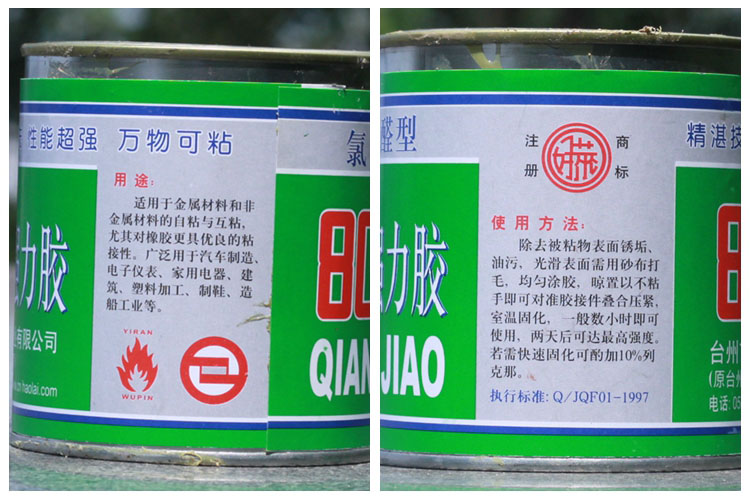 性能超强 万物可粘
氯
用途:
适用于金属材料和非
金属材料的自粘与互粘,
尤其对橡胶更具优良的粘
接性。广泛用于汽车制造、
电子仪表、家用电器、建
筑、塑料加工、制鞋、造
船工业等。
YIRAN
WUPIN
力胶
有限公司
haolai.com
80
QIAN
醛型
精湛技
注册
商标
使用方法:
除去被粘物表面锈垢、
油污，光滑表面需用砂布打
毛，均匀涂胶，晾置以不粘
手即可对准胶接件叠合压紧，
室温固化，一般数小时即可
使用，两天后可达最高强度。
若需快速固化可酌加10%列
克那。
执行标准: Q/JQF01-1997
力胶
JIAO
8
台州
(原台州
电话: 05